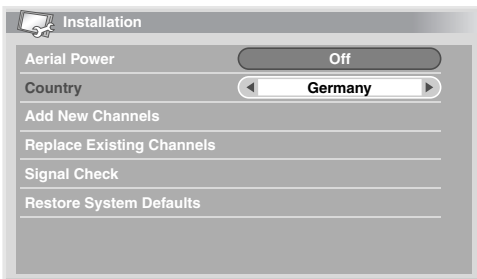 Installation
Aerial Power Off
Country Germany
Add New Channels
Replace Existing Channels
Signal Check
Restore System Defaults